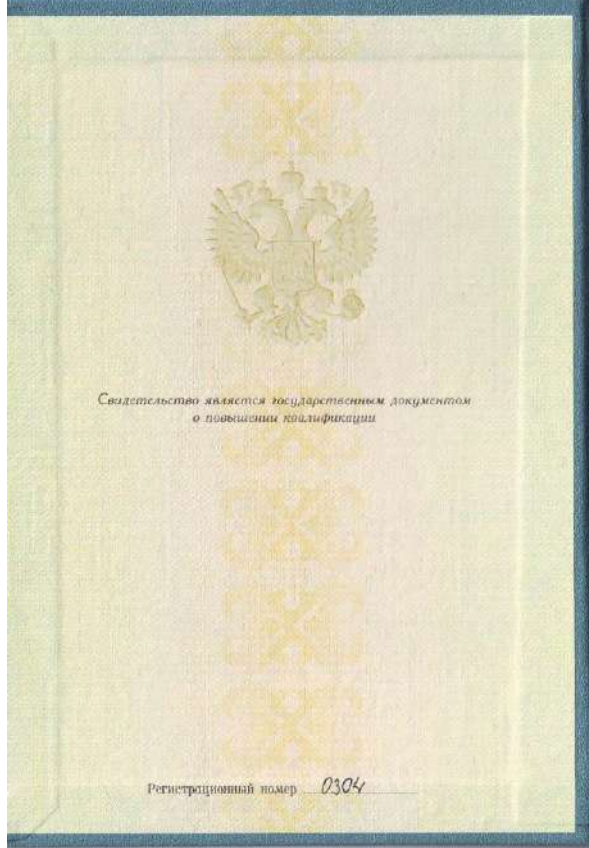 Свидетельство является государственным документом
о повышении квалификации
Регистрационный номер 0304